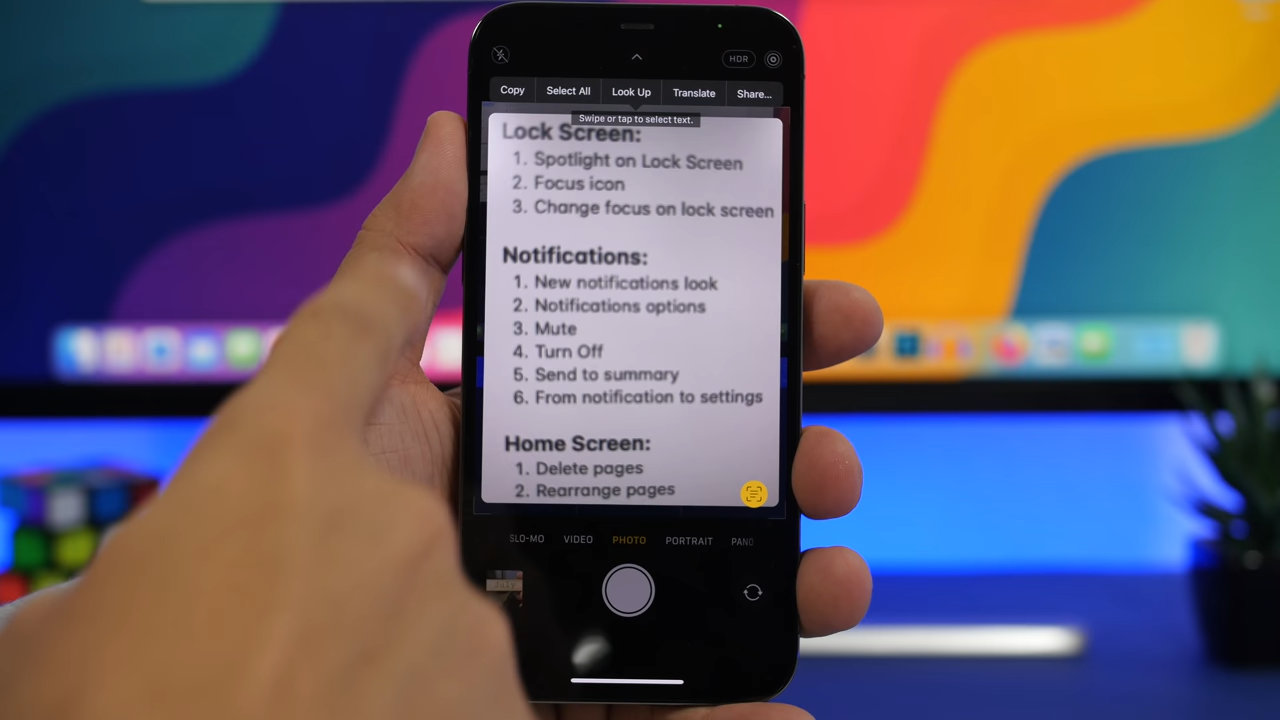 HDR
Copy Select All Look Up Translate Share...
Swipe or tap to select text.
Lock Screen:
1. Spotlight on Lock Screen
2. Focus icon
3. Change focus on lock screen
Notifications:
1. New notifications look
2. Notifications options
3. Mute
4. Turn Off
5. Send to summary
6. From notification to settings
Home Screen:
1. Delete pages
2. Rearrange pages
SLO-MO VIDEO PHOTO PORTRAIT PANO
July